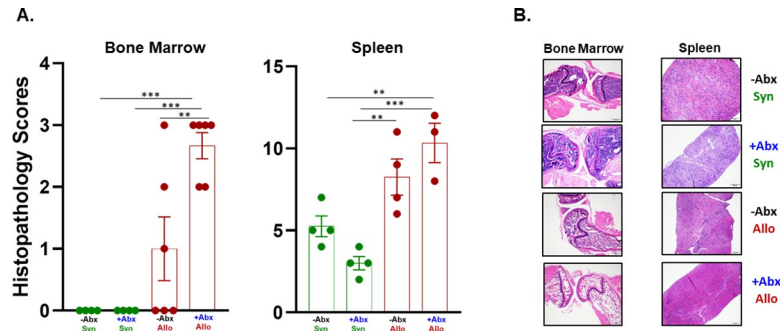 A.
Bone Marrow
Histopathology Scores
4
3
2
1
0
***
***
**
-Abx +Abx -Abx +Abx
Syn Syn Allo Allo
Spleen
15
10
5
0
**
***
**
-Abx +Abx -Abx +Abx
Syn Syn Allo Allo
B.
Bone Marrow Spleen
-Abx
Syn
+Abx
Syn
-Abx
Allo
+Abx
Allo